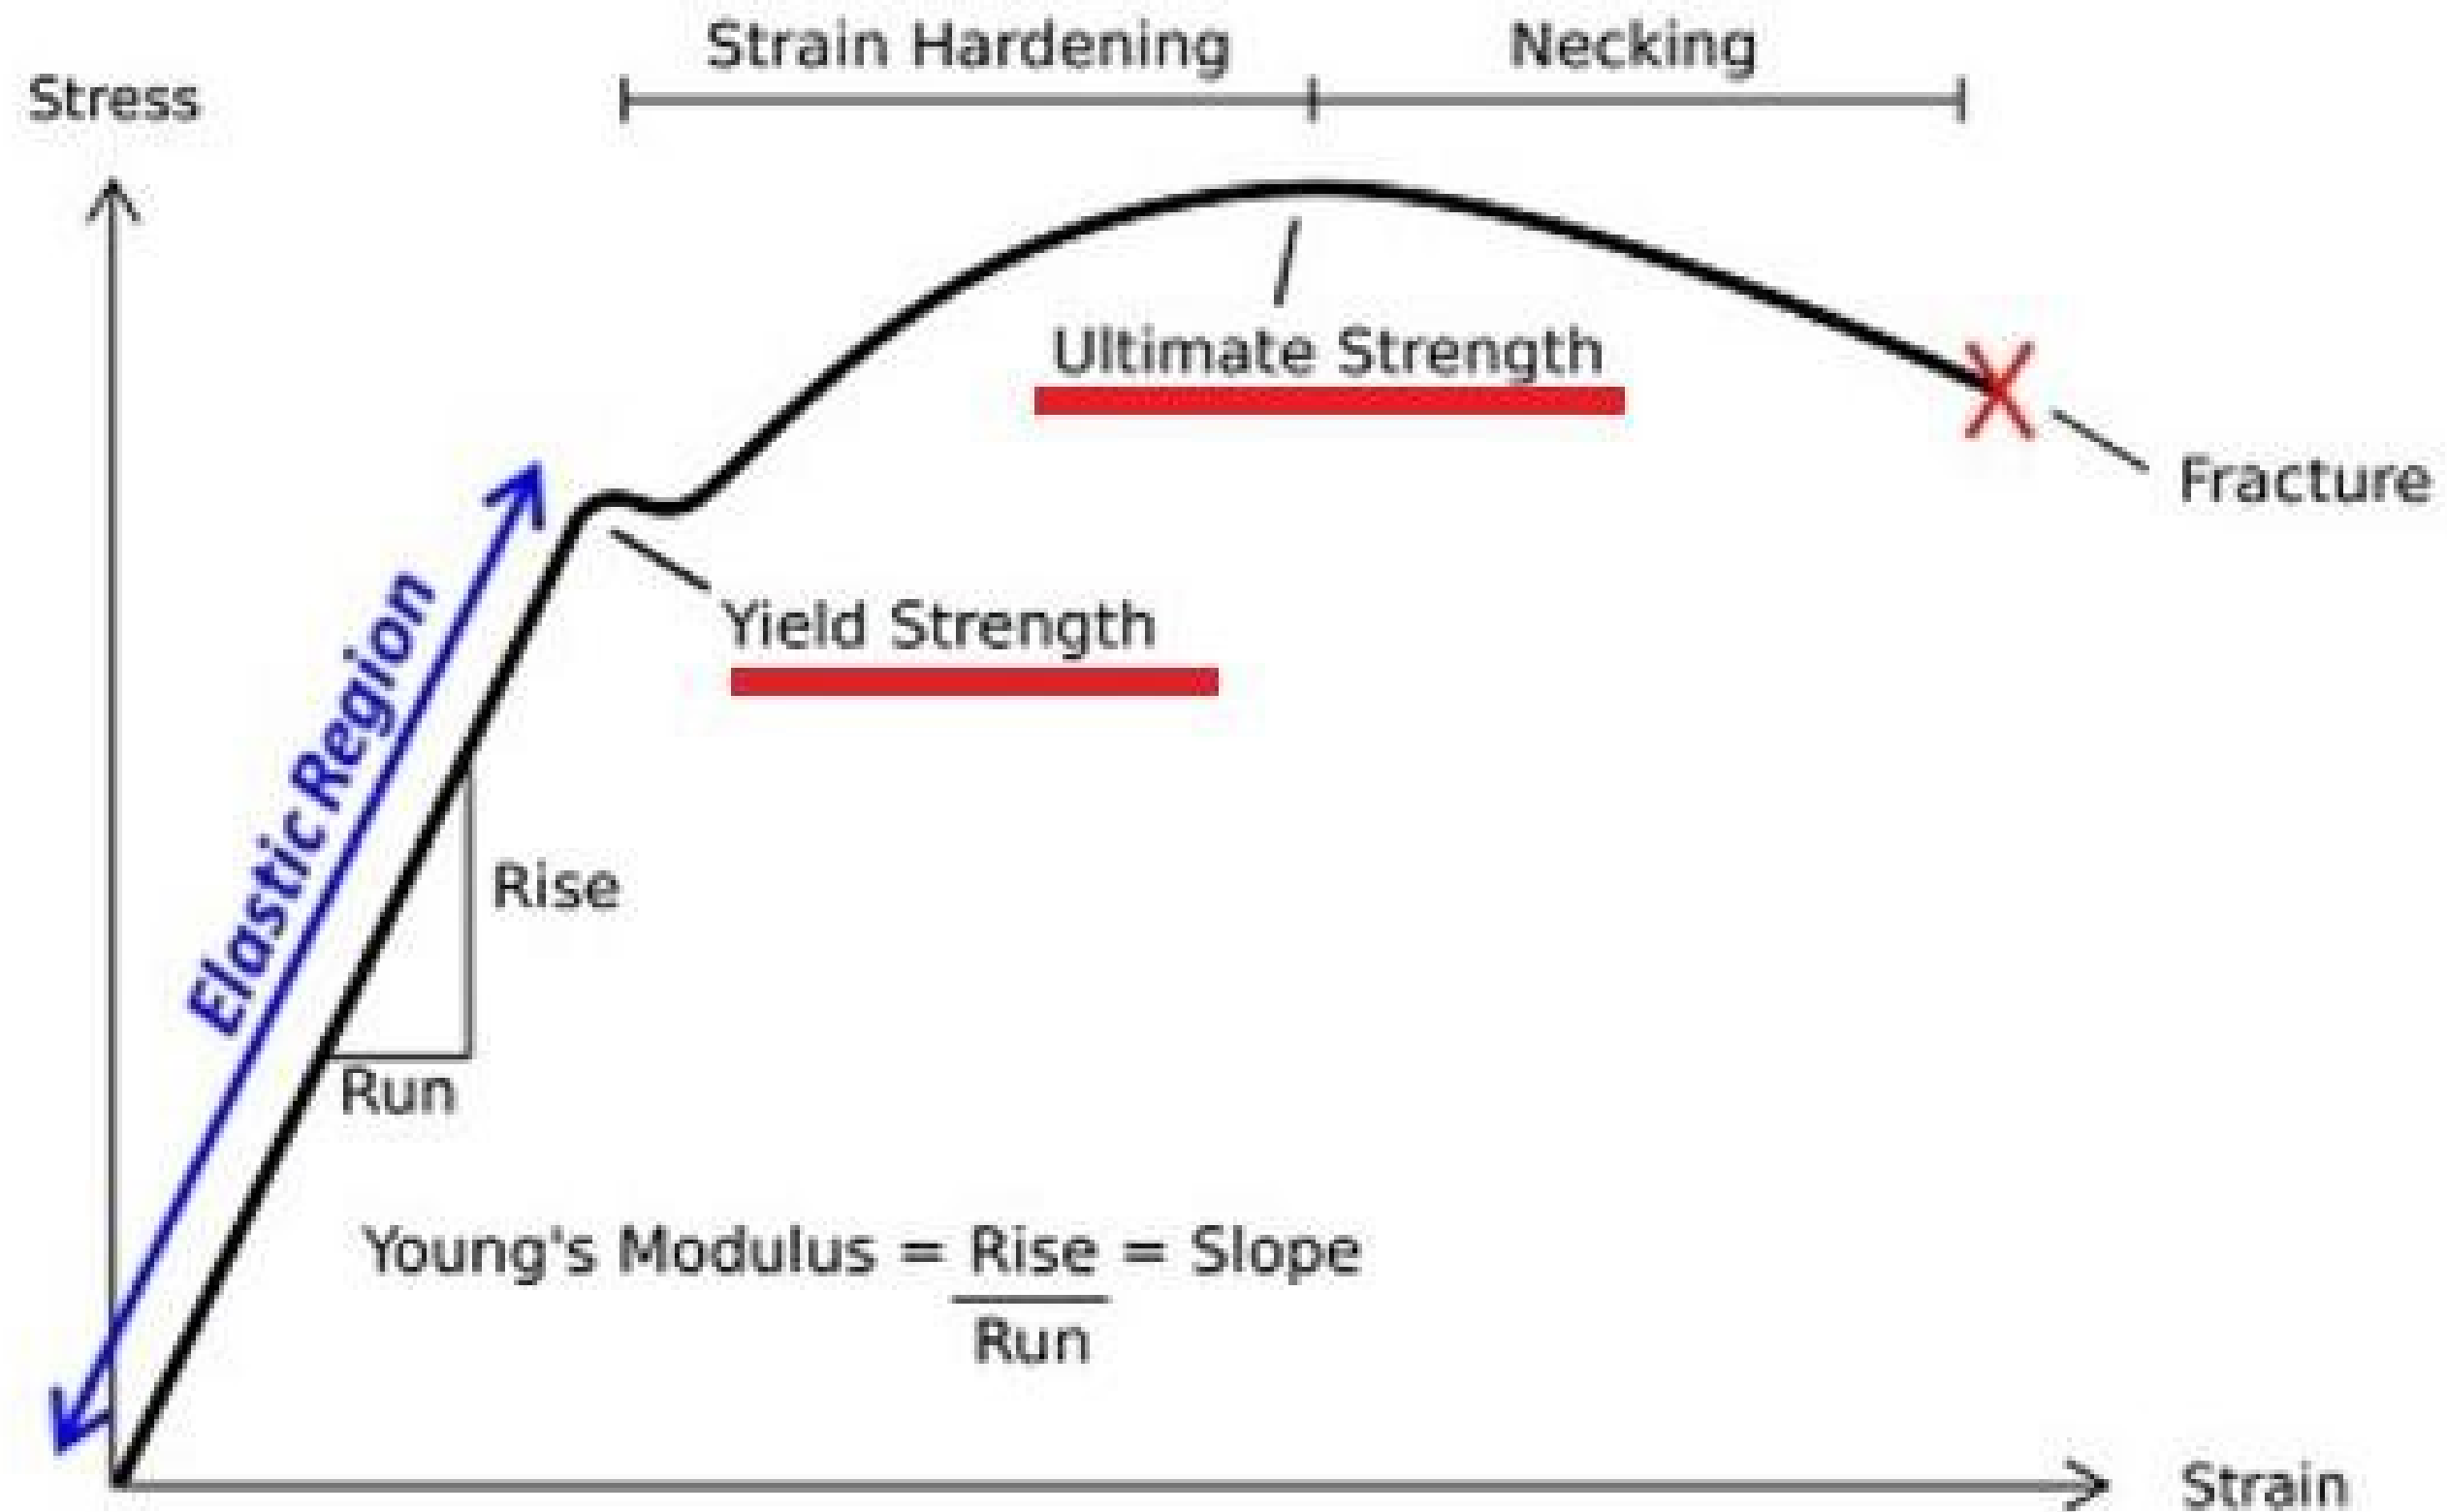 Strain Hardening
Necking
Stress
Ultimate Strength
Fracture
Yield Strength
Elastic Region
Rise
Run
Young's Modulus = Rise = Slope
Run
Strain